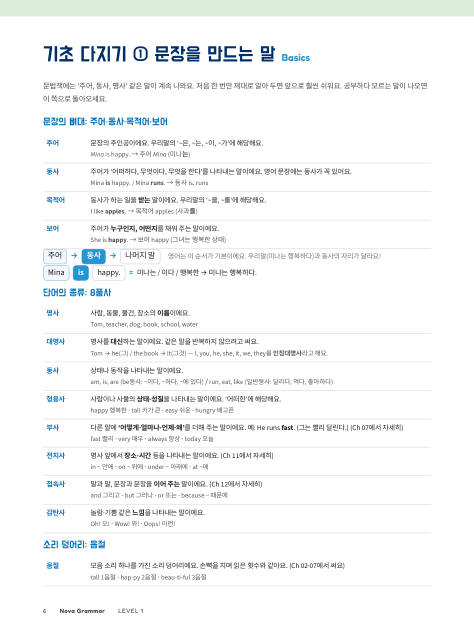 기초 다지기 ① 문장을 만드는 말 Basics
문법책에는 '주어, 동사, 명사' 같은 말이 계속 나와요. 처음 한 번만 제대로 알아 두면 앞으로 훨씬 쉬워요. 공부하다 모르는 말이 나오면
이 쪽으로 돌아오세요.
문장의 뼈대: 주어·동사·목적어·보어
주어 문장의 주인공이에요. 우리말의 '~은, ~는, ~이, ~가'에 해당해요.
Mina is happy. → 주어 Mina (미나는)
동사 주어가 '어찌하다, 무엇이다, 무엇을 한다'를 나타내는 말이에요. 영어 문장에는 동사가 꼭 있어요.
Mina is happy. / Mina runs. → 동사 is, runs
목적어 동사가 하는 일을 받는 말이에요. 우리말의 '~을, ~를'에 해당해요.
I like apples. → 목적어 apples (사과를)
보어 주어가 누구인지, 어떤지를 채워 주는 말이에요.
She is happy. → 보어 happy (그녀는 행복한 상태)
주어 → 동사 → 나머지 말 영어는 이 순서가 기본이에요. 우리말(미나는 행복하다)과 동사의 자리가 달라요!
Mina is happy. = 미나는 / 이다 / 행복한 → 미나는 행복하다.
단어의 종류: 8품사
명사 사람, 동물, 물건, 장소의 이름이에요.
Tom, teacher, dog, book, school, water
대명사 명사를 대신하는 말이에요. 같은 말을 반복하지 않으려고 써요.
Tom → he(그) / the book → it(그것) — I, you, he, she, it, we, they를 인칭대명사라고 해요.
동사 상태나 동작을 나타내는 말이에요.
am, is, are (be동사: ~이다, ~하다, ~에 있다) / run, eat, like (일반동사: 달리다, 먹다, 좋아하다)
형용사 사람이나 사물의 상태·성질을 나타내는 말이에요. '어떠한'에 해당해요.
happy 행복한 · tall 키가 큰 · easy 쉬운 · hungry 배고픈
부사 다른 말에 '어떻게·얼마나·언제·왜'를 더해 주는 말이에요. 예: He runs fast. (그는 빨리 달린다.) (Ch 07에서 자세히)
fast 빨리 · very 매우 · always 항상 · today 오늘
전치사 명사 앞에서 장소·시간 등을 나타내는 말이에요. (Ch 11에서 자세히)
in ~ 안에 · on ~ 위에 · under ~ 아래에 · at ~에
접속사 말과 말, 문장과 문장을 이어 주는 말이에요. (Ch 12에서 자세히)
and 그리고 · but 그러나 · or 또는 · because ~ 때문에
감탄사 놀람·기쁨 같은 느낌을 나타내는 말이에요.
Oh! 오! · Wow! 와! · Oops! 이런!
소리 덩어리: 음절
음절 모음 소리 하나를 가진 소리 덩어리예요. 손뼉을 치며 읽은 횟수와 같아요. (Ch 02·07에서 써요)
tall 1음절 · hap-py 2음절 · beau-ti-ful 3음절
6 Nova Grammar LEVEL 1